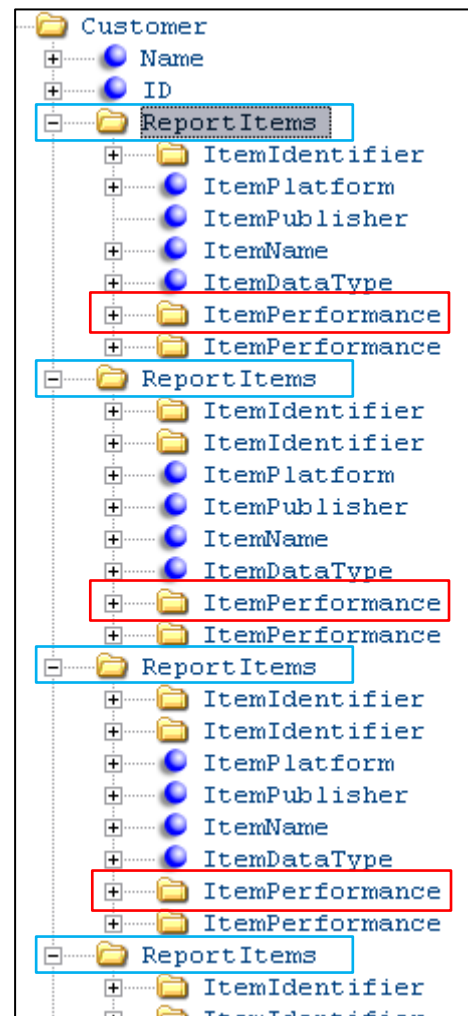 Customer
Name
ID
ReportItems
ItemIdentifier
ItemPlatform
ItemPublisher
ItemName
ItemDataType
ItemPerformance
ItemPerformance
ReportItems
ItemIdentifier
ItemIdentifier
ItemPlatform
ItemPublisher
ItemName
ItemDataType
ItemPerformance
ItemPerformance
ReportItems
ItemIdentifier
ItemIdentifier
ItemPlatform
ItemPublisher
ItemName
ItemDataType
ItemPerformance
ItemPerformance
ReportItems
ItemIdentifier
ItemIdentifier